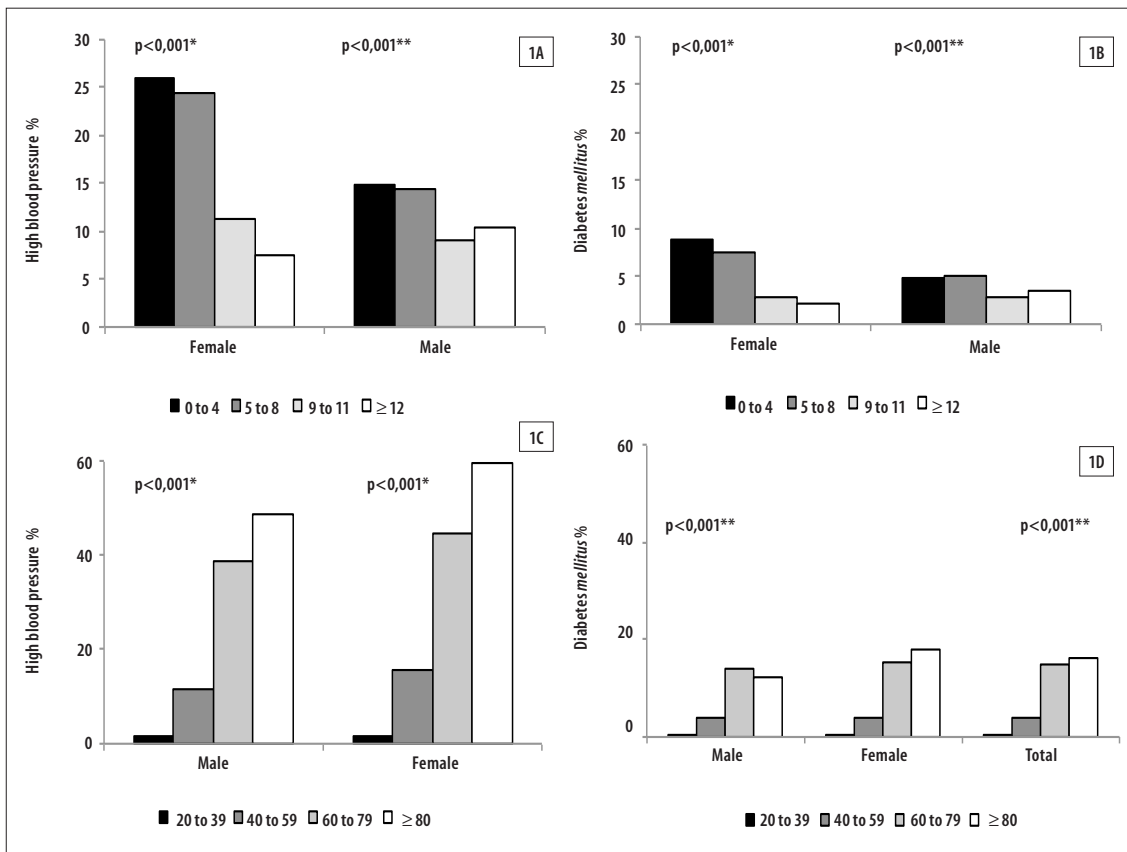 1A
p<0,001*
p<0,001**
High blood pressure %
30
25
20
15
10
5
0
Female
Male
0 to 4 5 to 8 9 to 11 ≥ 12
1B
p<0,001*
p<0,001**
Diabetes mellitus %
30
25
20
15
10
5
0
Female
Male
0 to 4 5 to 8 9 to 11 ≥ 12
1C
p<0,001*
p<0,001*
High blood pressure %
60
40
20
0
Male
Female
20 to 39 40 to 59 60 to 79 ≥ 80
1D
p<0,001**
p<0,001**
Diabetes mellitus %
60
40
20
0
Male
Female
Total
20 to 39 40 to 59 60 to 79 ≥ 80